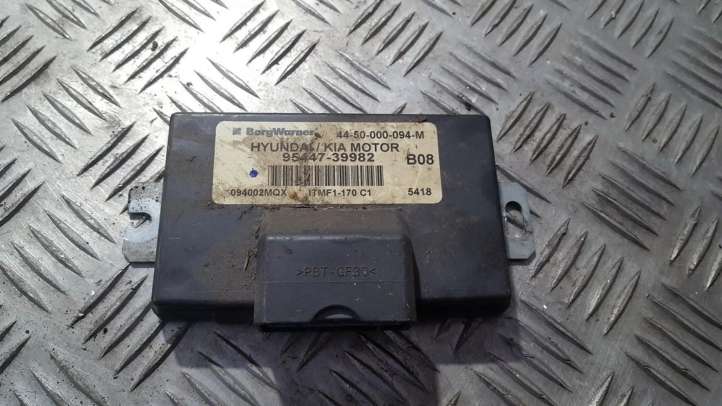 BorgWarner 44-50-000-094-M
HYUNDAI/KIA MOTOR
95447-39982 B08
094002MQX ITMF1-170 C1 5418
>PBT-GF30<